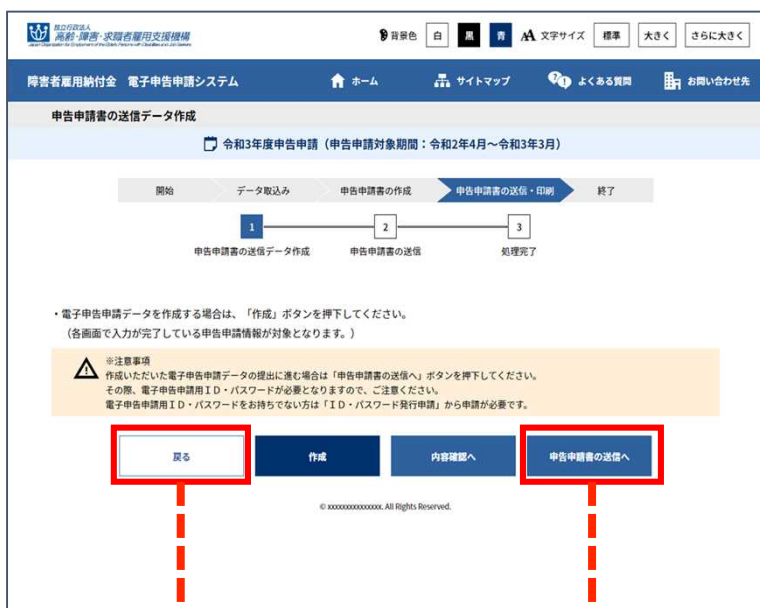 独立行政法人
高齢・障害・求職者雇用支援機構
Japan Organization for Employment of the Elderly, Persons with Disabilities and Job Seekers
背景色 白 黒 青 AA 文字サイズ 標準 大きく さらに大きく
障害者雇用納付金 電子申告申請システム ホーム サイトマップ よくある質問 お問い合わせ先
申告申請書の送信データ作成
令和3年度申告申請（申告申請対象期間：令和2年4月～令和3年3月）
開始 データ取込み 申告申請書の作成 申告申請書の送信・印刷 終了
1 2 3
申告申請書の送信データ作成 申告申請書の送信 処理完了
・電子申告申請データを作成する場合は、「作成」ボタンを押下してください。
（各画面で入力が完了している申告申請情報が対象となります。）
※注意事項
作成いただいた電子申告申請データの提出に進む場合は「申告申請書の送信へ」ボタンを押下してください。
その際、電子申告申請用ＩＤ・パスワードが必要となりますので、ご注意ください。
電子申告申請用ＩＤ・パスワードをお持ちでない方は「ＩＤ・パスワード発行申請」から申請が必要です。
戻る 作成 内容確認へ 申告申請書の送信へ
© xxxxxxxxxxxxxxx. All Rights Reserved.